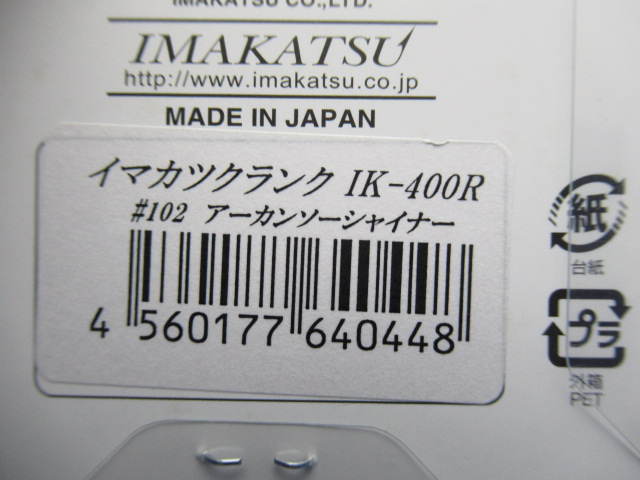 IMAKATSU CO.,LTD.
IMAKATSU
http://www.imakatsu.co.jp
MADE IN JAPAN
イマカツクランク IK-400R
#102 アーカンソーシャイナー
4 560177 640448
紙
台紙
プラ
外箱
PET